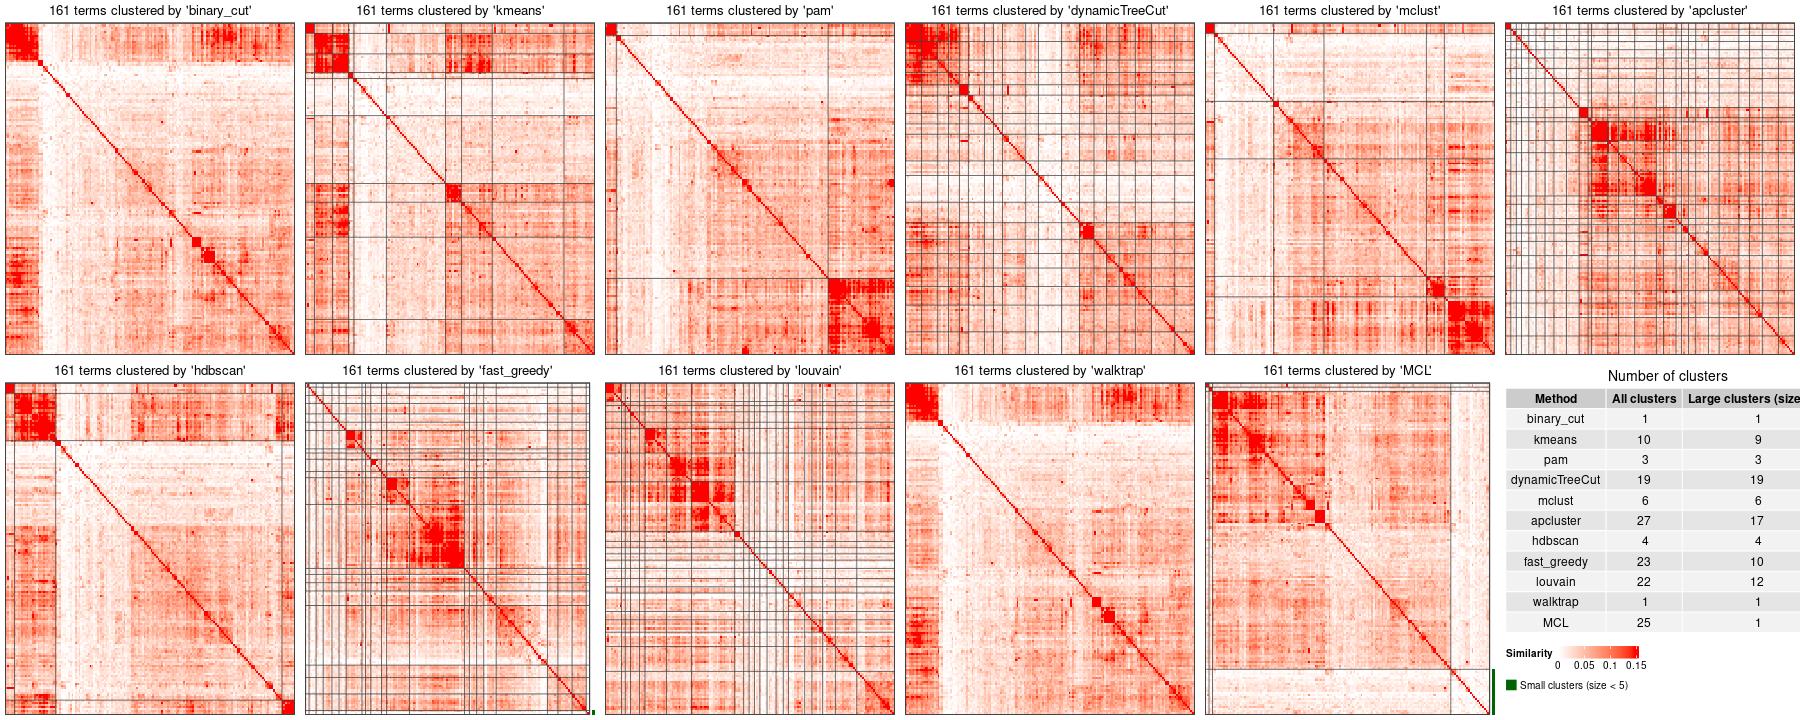 161 terms clustered by 'binary_cut'
161 terms clustered by 'kmeans'
161 terms clustered by 'pam'
161 terms clustered by 'dynamicTreeCut'
161 terms clustered by 'mclust'
161 terms clustered by 'apcluster'
161 terms clustered by 'hdbscan'
161 terms clustered by 'fast_greedy'
161 terms clustered by 'louvain'
161 terms clustered by 'walktrap'
161 terms clustered by 'MCL'
Number of clusters
Method All clusters Large clusters (size
binary_cut 1 1
kmeans 10 9
pam 3 3
dynamicTreeCut 19 19
mclust 6 6
apcluster 27 17
hdbscan 4 4
fast_greedy 23 10
louvain 22 12
walktrap 1 1
MCL 25 1
Similarity
0 0.05 0.1 0.15
Small clusters (size < 5)